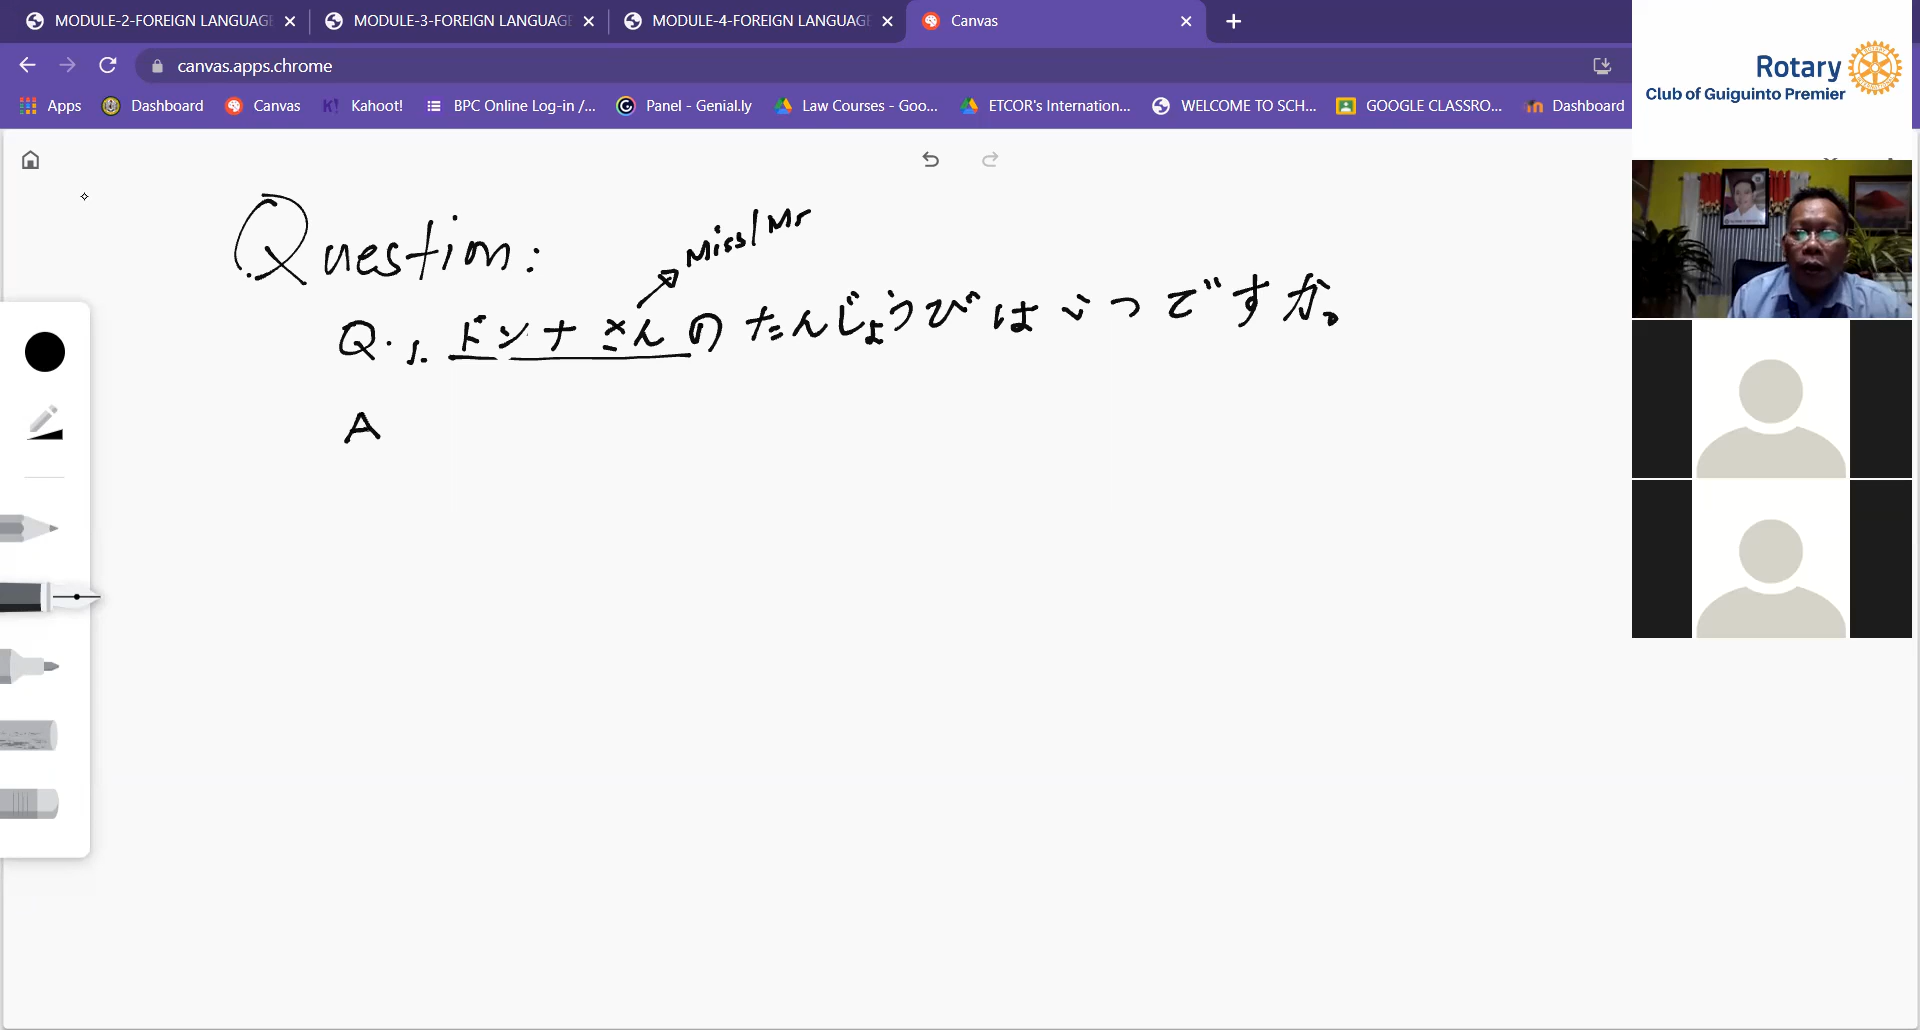 MODULE-2-FOREIGN LANGUAGE
MODULE-3-FOREIGN LANGUAGE
MODULE-4-FOREIGN LANGUAGE
Canvas
canvas.apps.chrome
Apps
Dashboard
Canvas
Kahoot!
BPC Online Log-in /...
Panel - Genial.ly
Law Courses - Goo...
ETCOR's Internation...
WELCOME TO SCH...
GOOGLE CLASSRO...
Dashboard
Rotary
Club of Guiguinto Premier
Question:
Miss/Mr
Q. 1. ドンナさんのたんじょうびはいつですか。
A